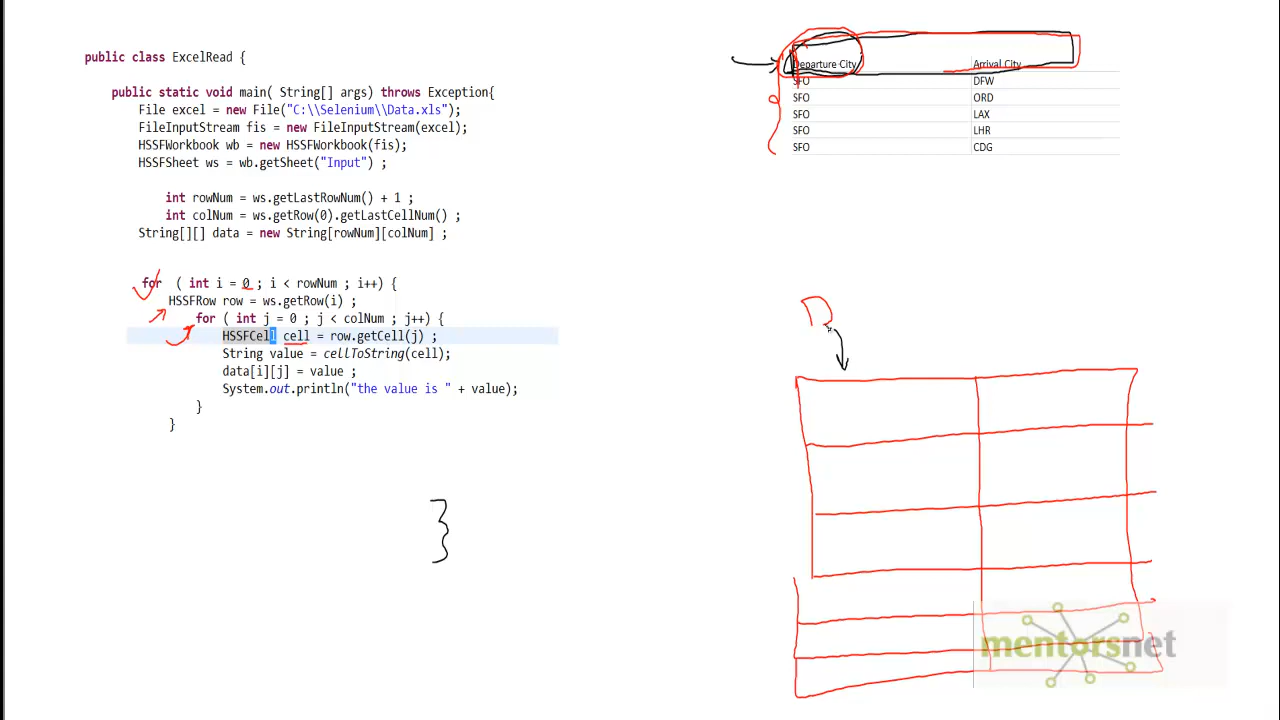 public class ExcelRead {
public static void main( String[] args) throws Exception{
File excel = new File("C:\\Selenium\\Data.xls");
FileInputStream fis = new FileInputStream(excel);
HSSFWorkbook wb = new HSSFWorkbook(fis);
HSSFSheet ws = wb.getSheet("Input") ;
int rowNum = ws.getLastRowNum() + 1 ;
int colNum = ws.getRow(0).getLastCellNum() ;
String[][] data = new String[rowNum][colNum] ;
for ( int i = 0 ; i < rowNum ; i++) {
HSSFRow row = ws.getRow(i) ;
for ( int j = 0 ; j < colNum ; j++) {
HSSFCell cell = row.getCell(j) ;
String value = cellToString(cell);
data[i][j] = value ;
System.out.println("the value is " + value);
}
}
}
Departure City Arrival City
SFO DFW
SFO ORD
SFO LAX
SFO LHR
SFO CDG
mentorsnet